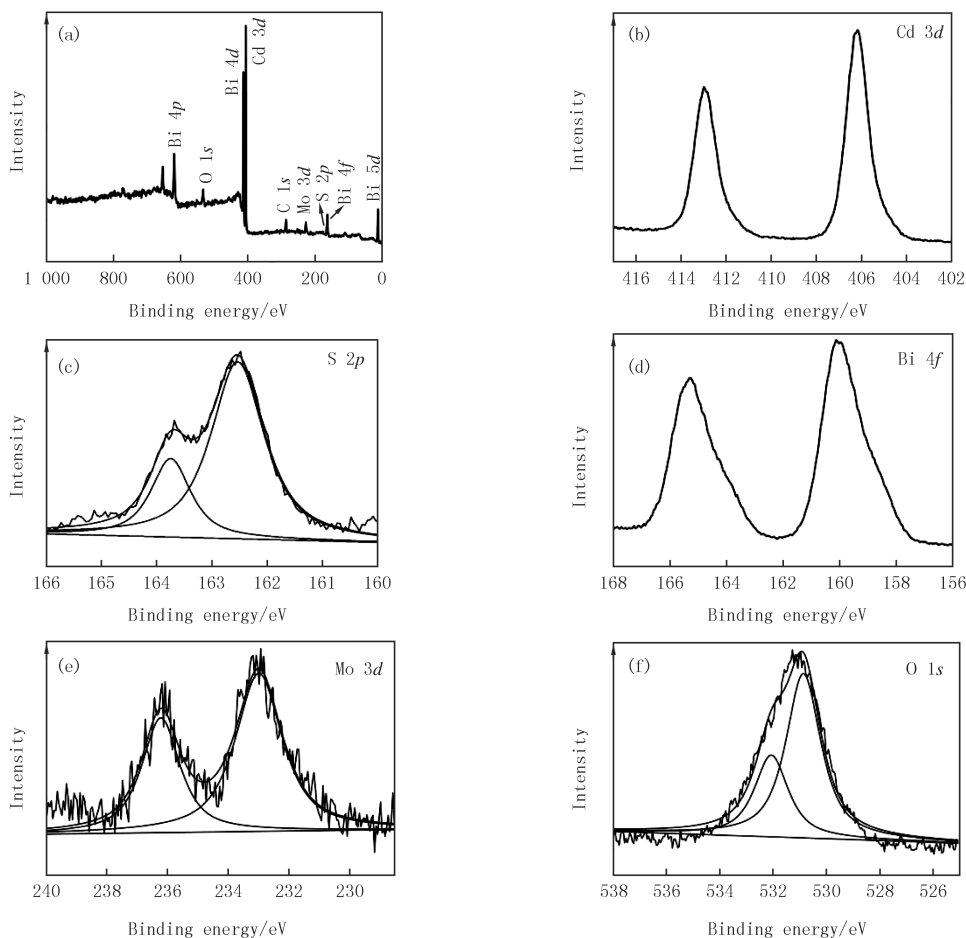 (a)
Intensity
Bi 4p
O 1s
Bi 4d
Cd 3d
C 1s
Mo 3d
S 2p
Bi 4f
Bi 5d
1 000 800 600 400 200 0
Binding energy/eV
(b)
Cd 3d
Intensity
416 414 412 410 408 406 404 402
Binding energy/eV
(c)
S 2p
Intensity
166 165 164 163 162 161 160
Binding energy/eV
(d)
Bi 4f
Intensity
168 166 164 162 160 158 156
Binding energy/eV
(e)
Mo 3d
Intensity
240 238 236 234 232 230
Binding energy/eV
(f)
O 1s
Intensity
538 536 534 532 530 528 526
Binding energy/eV